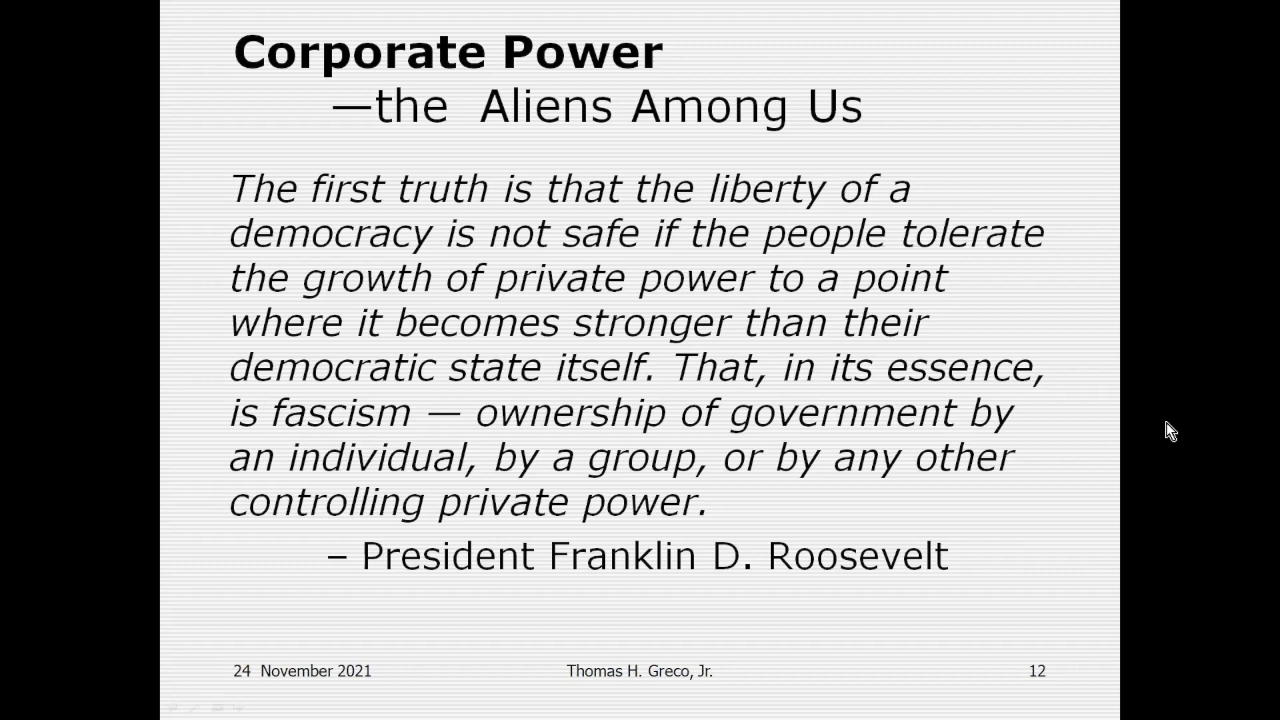 Corporate Power
—the  Aliens Among Us
The first truth is that the liberty of a
democracy is not safe if the people tolerate
the growth of private power to a point
where it becomes stronger than their
democratic state itself. That, in its essence,
is fascism — ownership of government by
an individual, by a group, or by any other
controlling private power.
– President Franklin D. Roosevelt
24  November 2021
Thomas H. Greco, Jr.
12